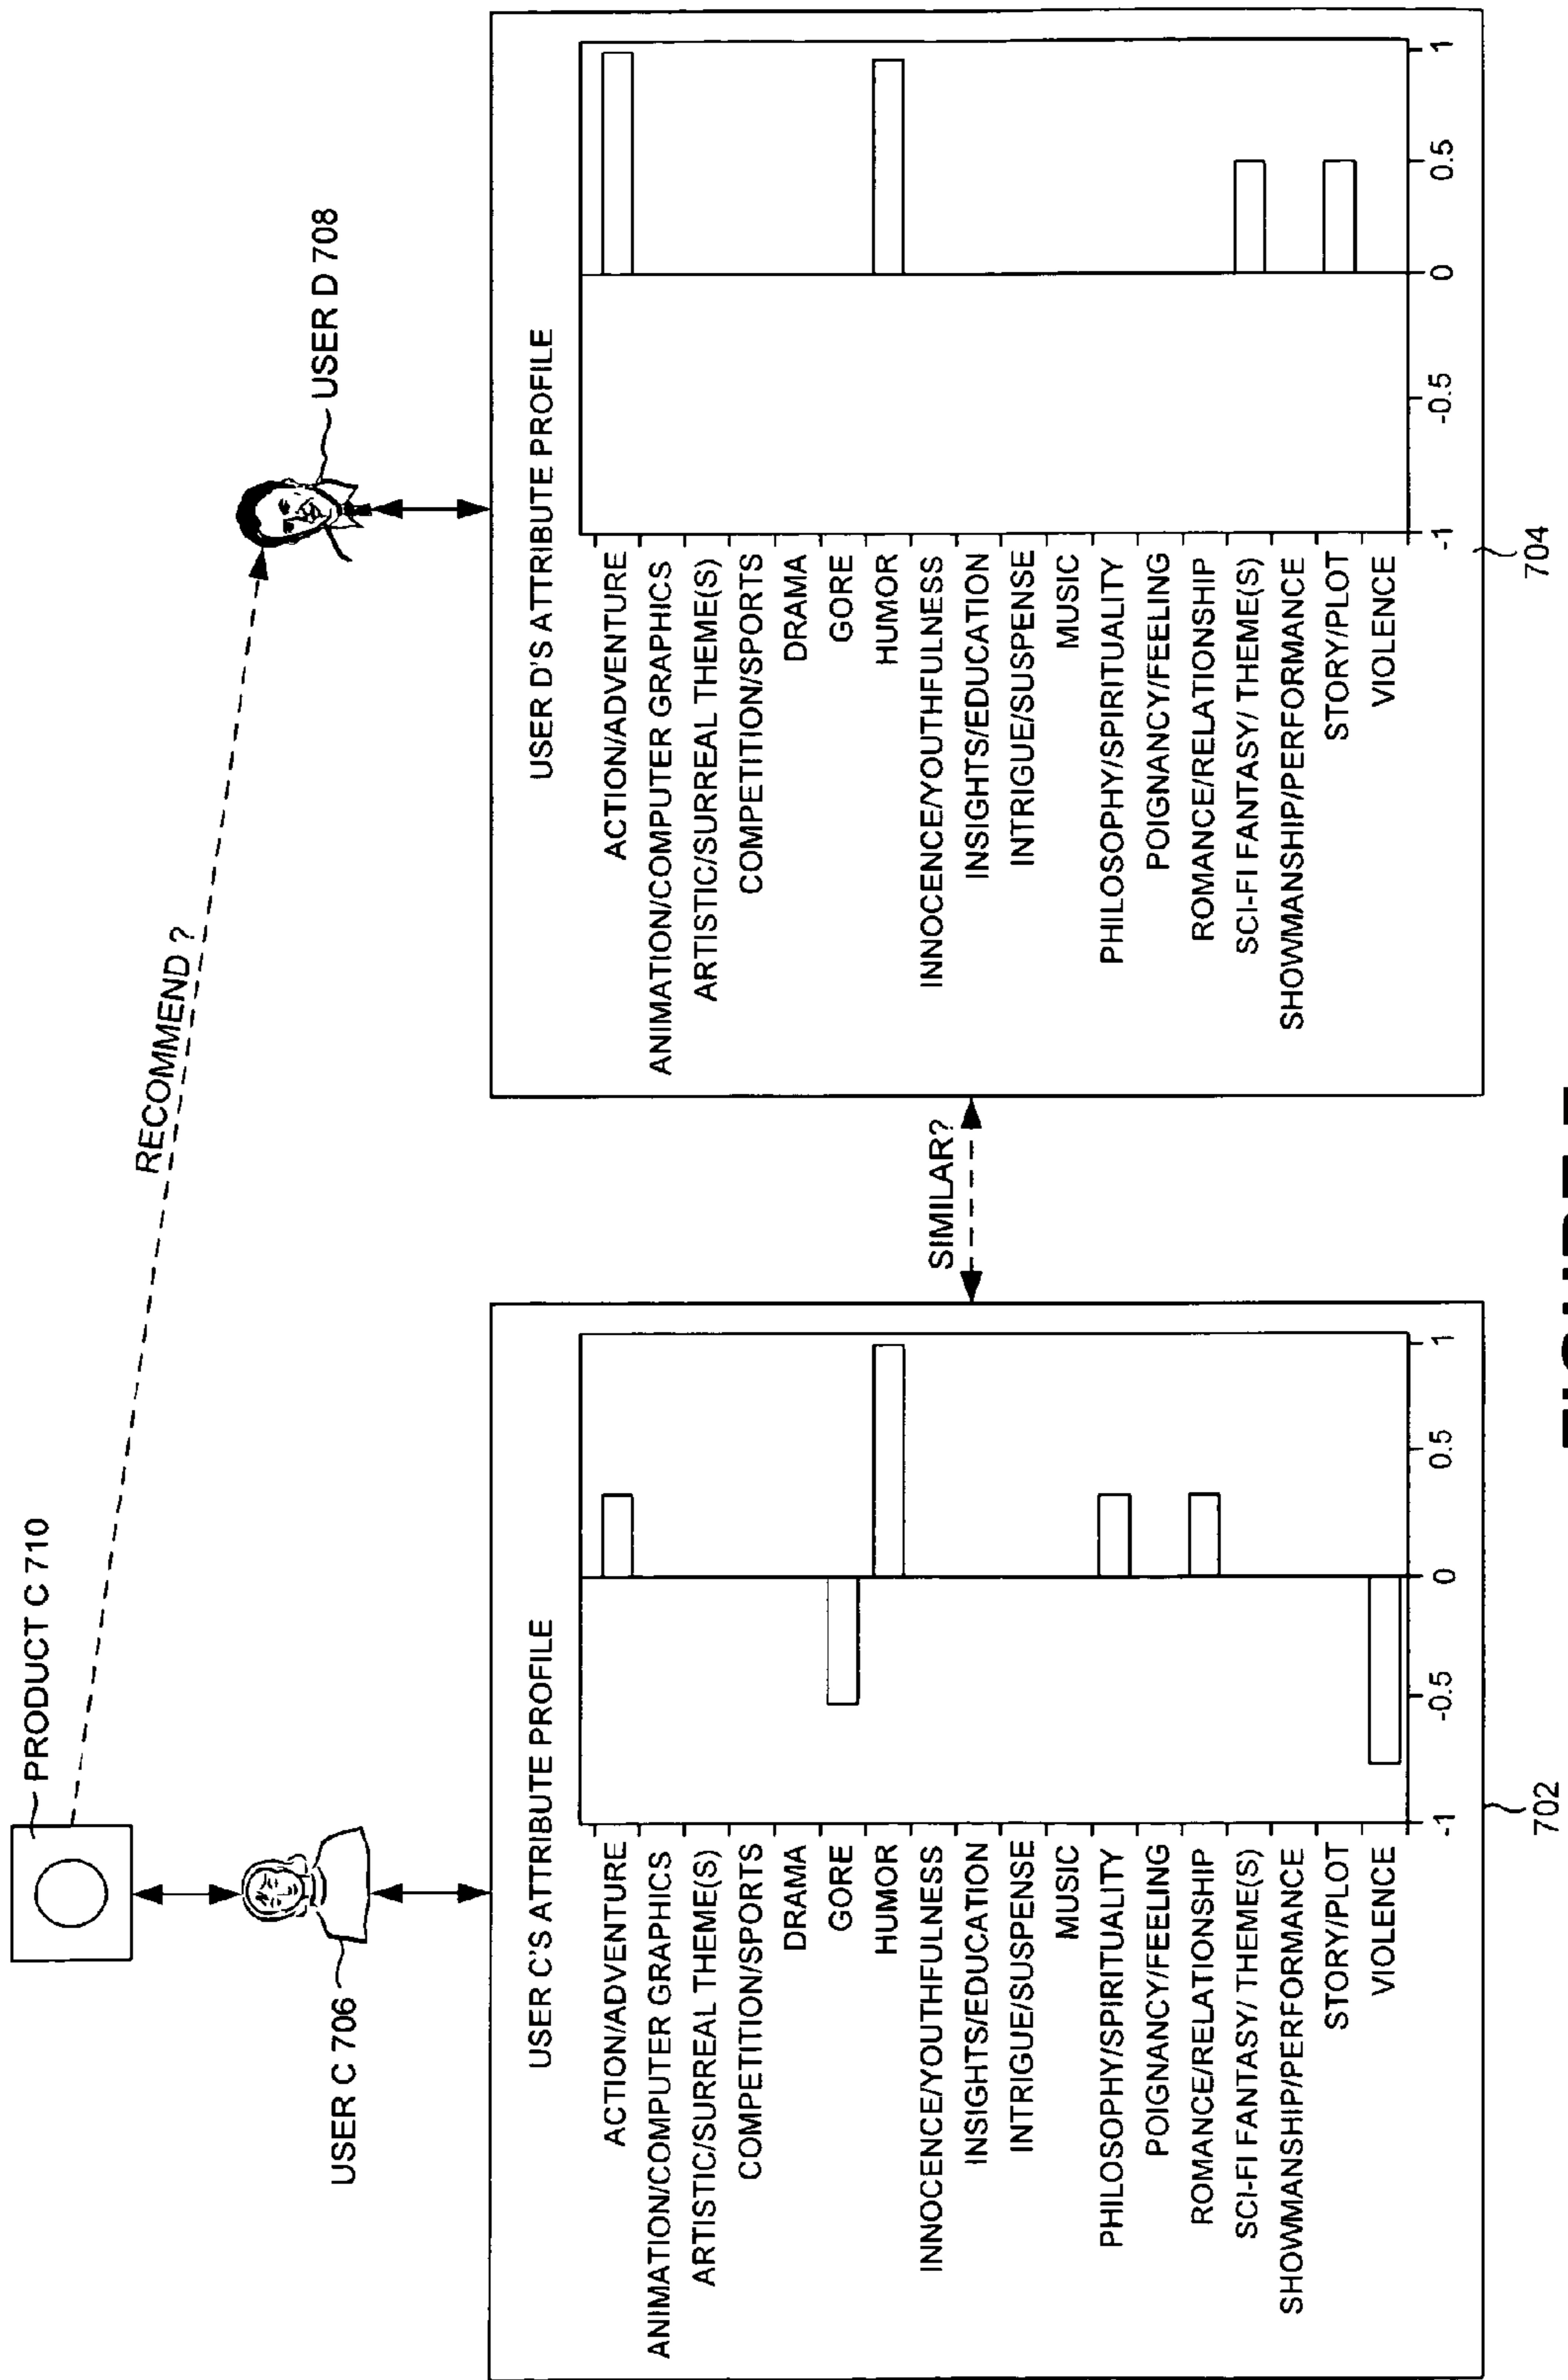 PRODUCT C 710
RECOMMEND ?
USER C 706
USER D 708
USER C'S ATTRIBUTE PROFILE
ACTION/ADVENTURE
ANIMATION/COMPUTER GRAPHICS
ARTISTIC/SURREAL THEME(S)
COMPETITION/SPORTS
DRAMA
GORE
HUMOR
INNOCENCE/YOUTHFULNESS
INSIGHTS/EDUCATION
INTRIGUE/SUSPENSE
MUSIC
PHILOSOPHY/SPIRITUALITY
POIGNANCY/FEELING
ROMANCE/RELATIONSHIP
SCI-FI FANTASY/ THEME(S)
SHOWMANSHIP/PERFORMANCE
STORY/PLOT
VIOLENCE
-1
-0.5
0
0.5
1
702
SIMILAR?
USER D'S ATTRIBUTE PROFILE
ACTION/ADVENTURE
ANIMATION/COMPUTER GRAPHICS
ARTISTIC/SURREAL THEME(S)
COMPETITION/SPORTS
DRAMA
GORE
HUMOR
INNOCENCE/YOUTHFULNESS
INSIGHTS/EDUCATION
INTRIGUE/SUSPENSE
MUSIC
PHILOSOPHY/SPIRITUALITY
POIGNANCY/FEELING
ROMANCE/RELATIONSHIP
SCI-FI FANTASY/ THEME(S)
SHOWMANSHIP/PERFORMANCE
STORY/PLOT
VIOLENCE
-1
-0.5
0
0.5
1
704